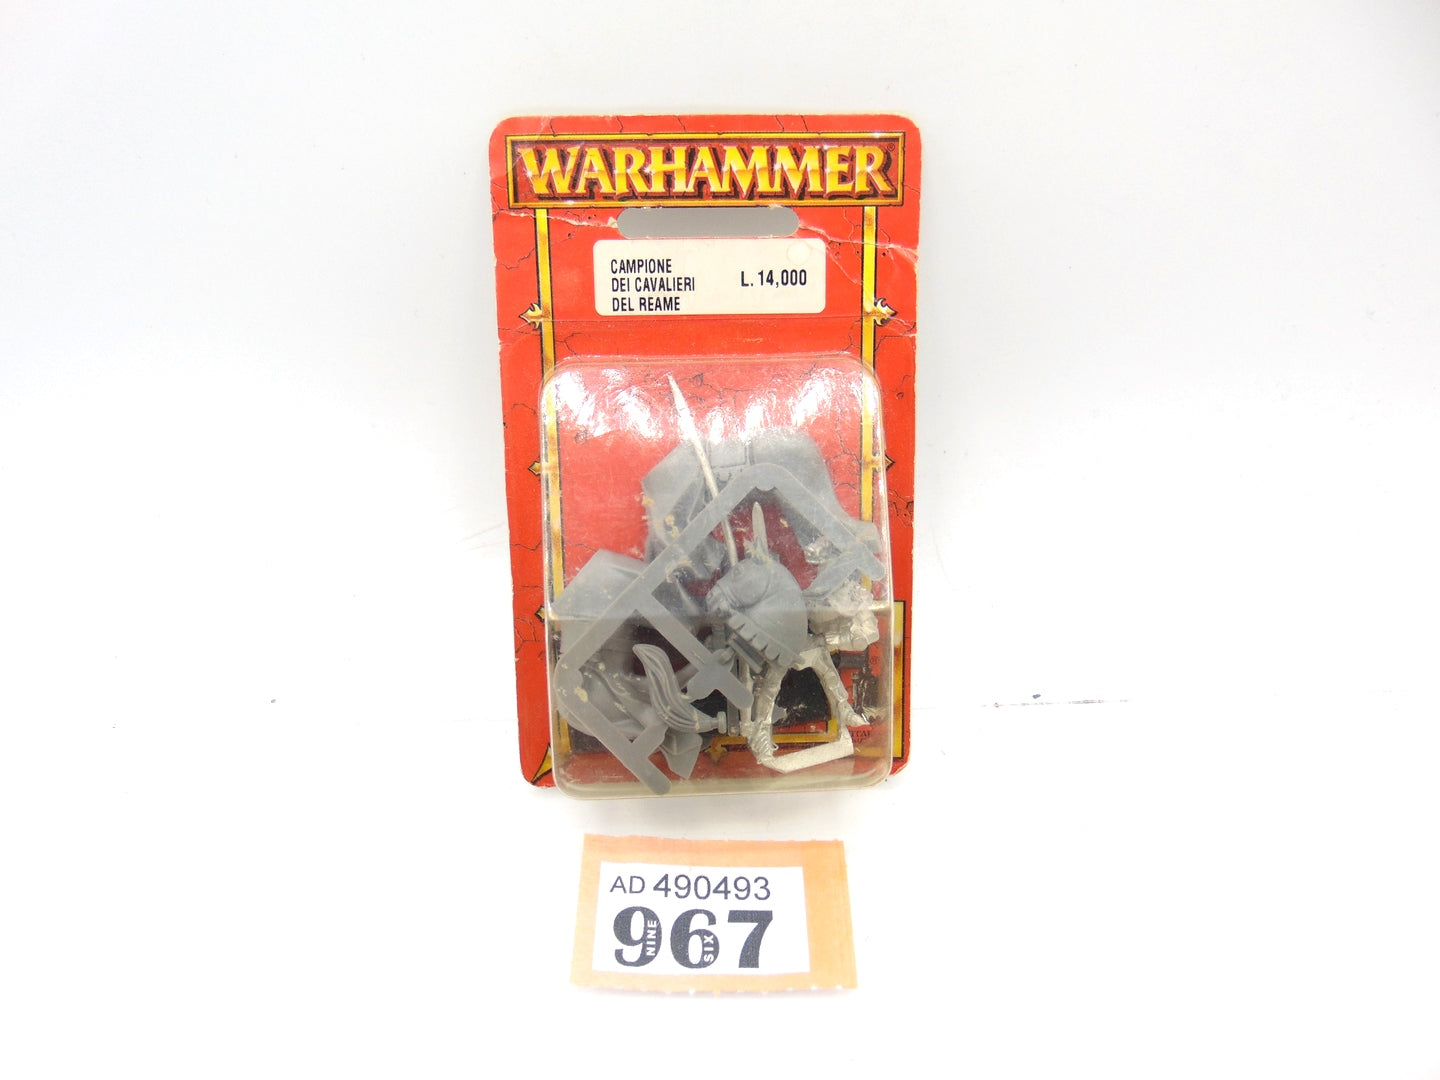 WARHAMMER®
CAMPIONE
DEI CAVALIERI
DEL REAME
L. 14,000
®
AD 490493
967
NINE
SIX